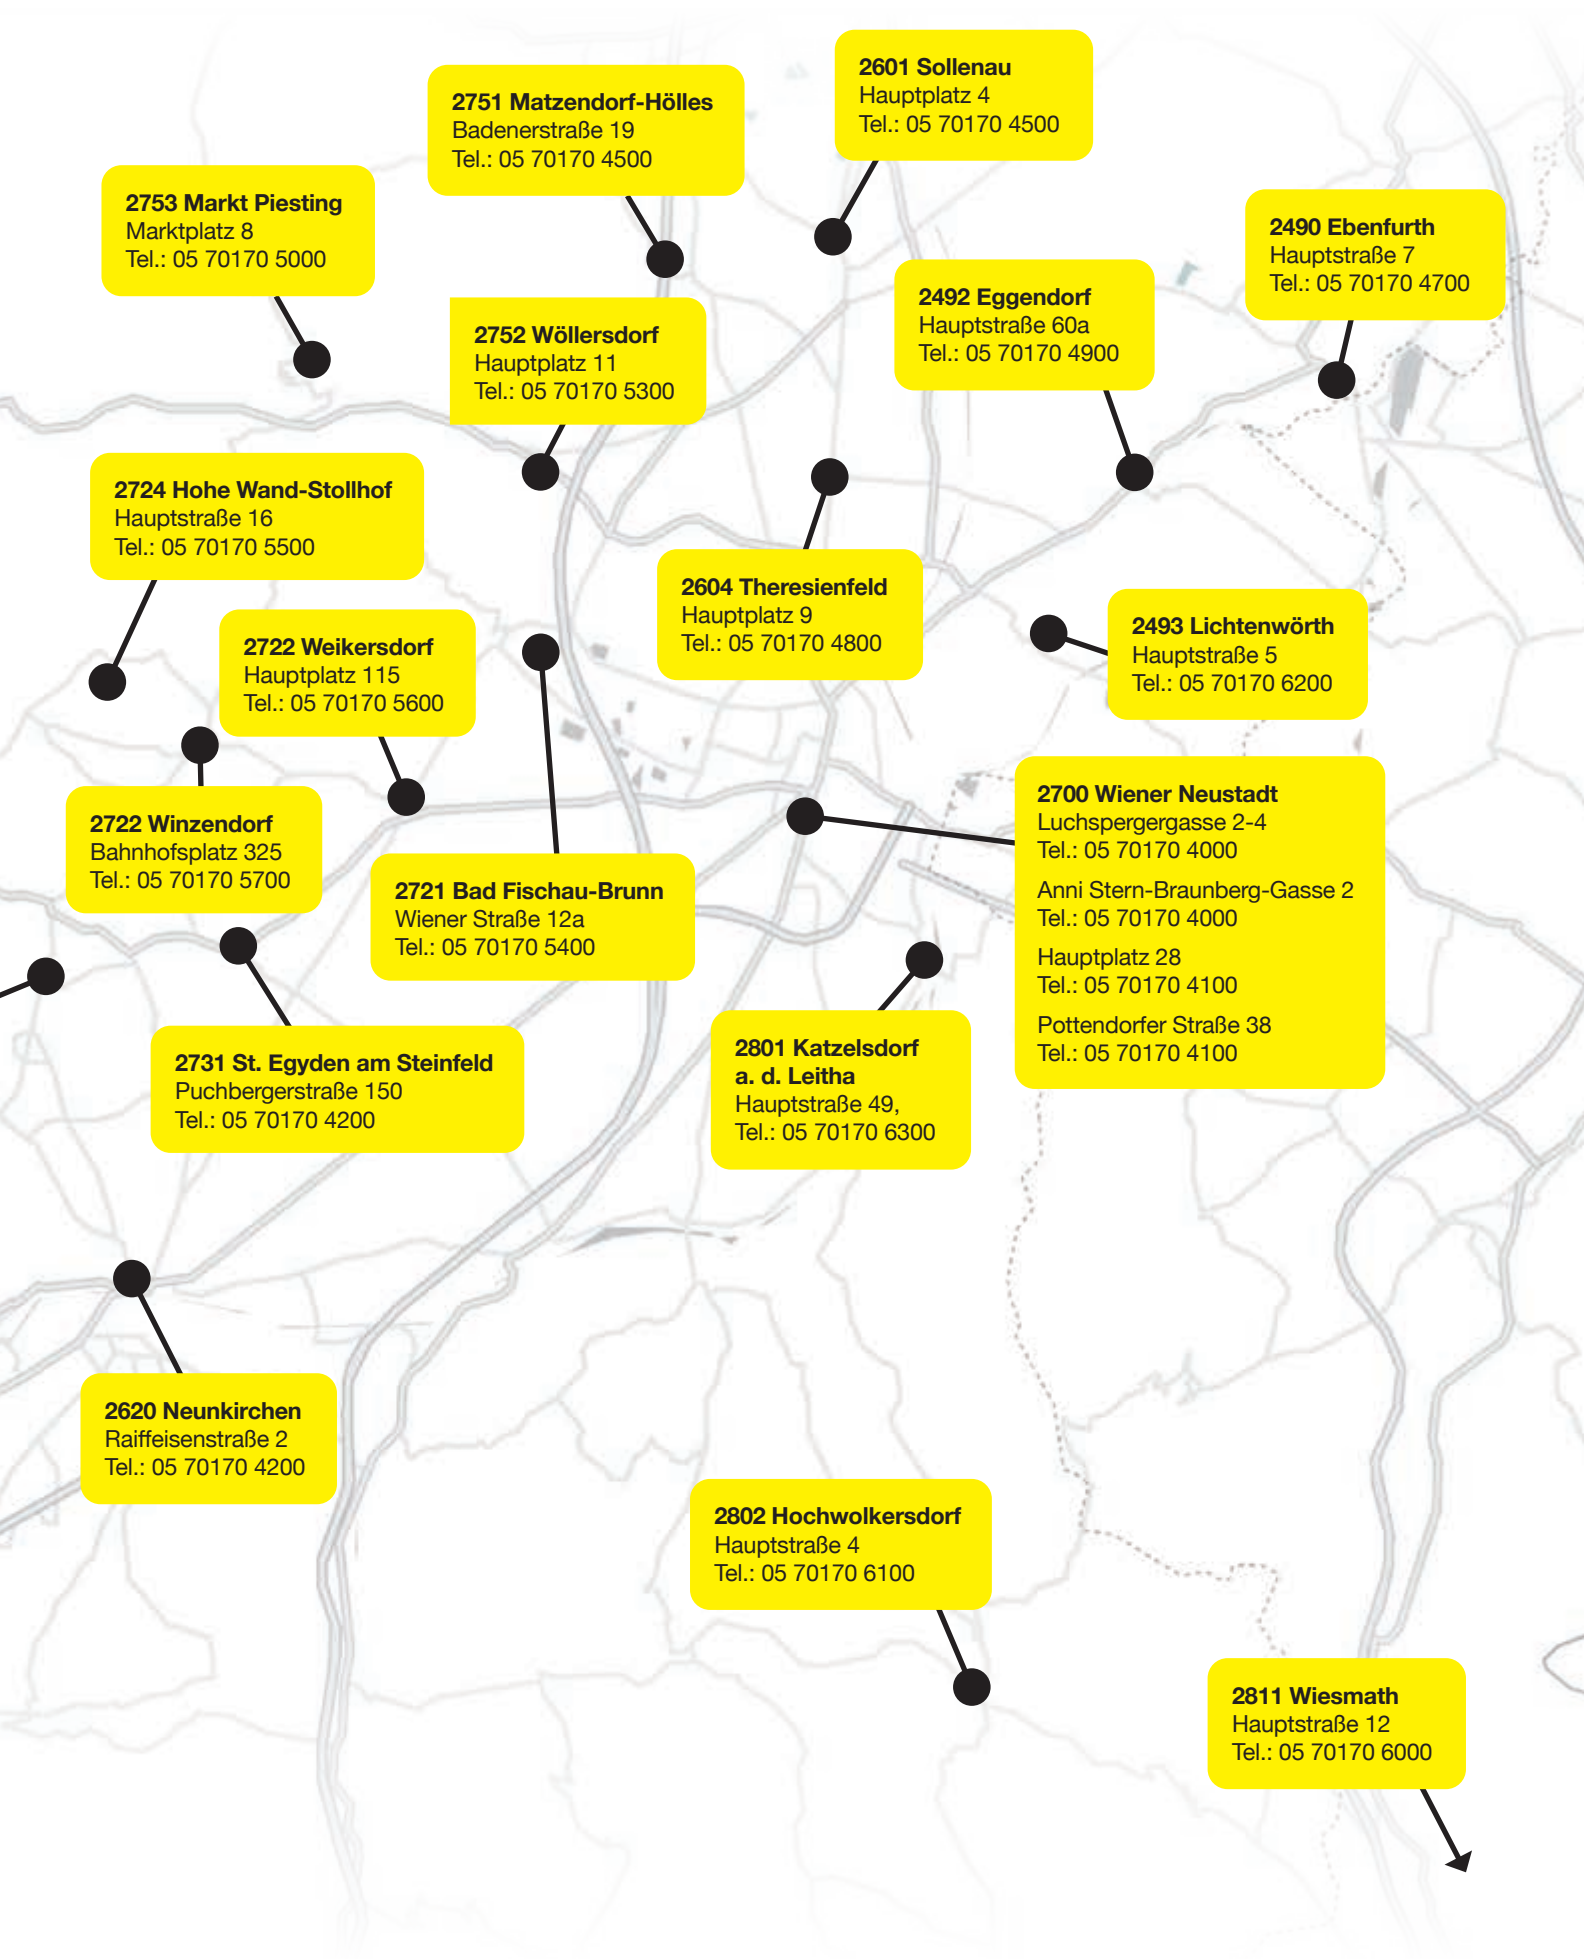 2601 Sollenau
Hauptplatz 4
Tel.: 05 70170 4500
2751 Matzendorf-Hölles
Badenerstraße 19
Tel.: 05 70170 4500
2753 Markt Piesting
Marktplatz 8
Tel.: 05 70170 5000
2490 Ebenfurth
Hauptstraße 7
Tel.: 05 70170 4700
2492 Eggendorf
Hauptstraße 60a
Tel.: 05 70170 4900
2752 Wöllersdorf
Hauptplatz 11
Tel.: 05 70170 5300
2724 Hohe Wand-Stollhof
Hauptstraße 16
Tel.: 05 70170 5500
2604 Theresienfeld
Hauptplatz 9
Tel.: 05 70170 4800
2493 Lichtenwörth
Hauptstraße 5
Tel.: 05 70170 6200
2722 Weikersdorf
Hauptplatz 115
Tel.: 05 70170 5600
2700 Wiener Neustadt
Luchspergergasse 2-4
Tel.: 05 70170 4000
Anni Stern-Braunberg-Gasse 2
Tel.: 05 70170 4000
Hauptplatz 28
Tel.: 05 70170 4100
Pottendorfer Straße 38
Tel.: 05 70170 4100
2722 Winzendorf
Bahnhofsplatz 325
Tel.: 05 70170 5700
2721 Bad Fischau-Brunn
Wiener Straße 12a
Tel.: 05 70170 5400
2731 St. Egyden am Steinfeld
Puchbergerstraße 150
Tel.: 05 70170 4200
2801 Katzelsdorf
a. d. Leitha
Hauptstraße 49,
Tel.: 05 70170 6300
2620 Neunkirchen
Raiffeisenstraße 2
Tel.: 05 70170 4200
2802 Hochwolkersdorf
Hauptstraße 4
Tel.: 05 70170 6100
2811 Wiesmath
Hauptstraße 12
Tel.: 05 70170 6000